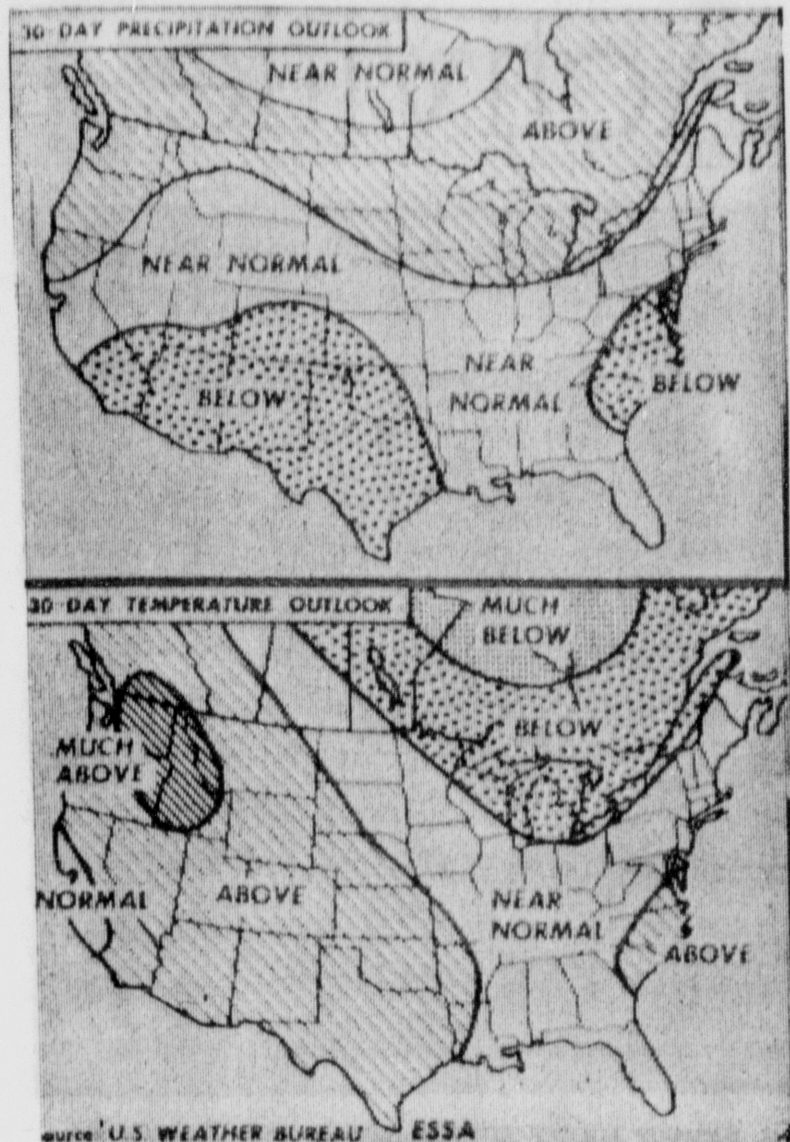 30 DAY PRECIPITATION OUTLOOK
NEAR NORMAL
ABOVE
NEAR NORMAL
NEAR
NORMAL
BELOW
BELOW
30 DAY TEMPERATURE OUTLOOK
MUCH
BELOW
BELOW
MUCH
ABOVE
NORMAL
ABOVE
NEAR
NORMAL
ABOVE
ource U.S. WEATHER BUREAU ESSA